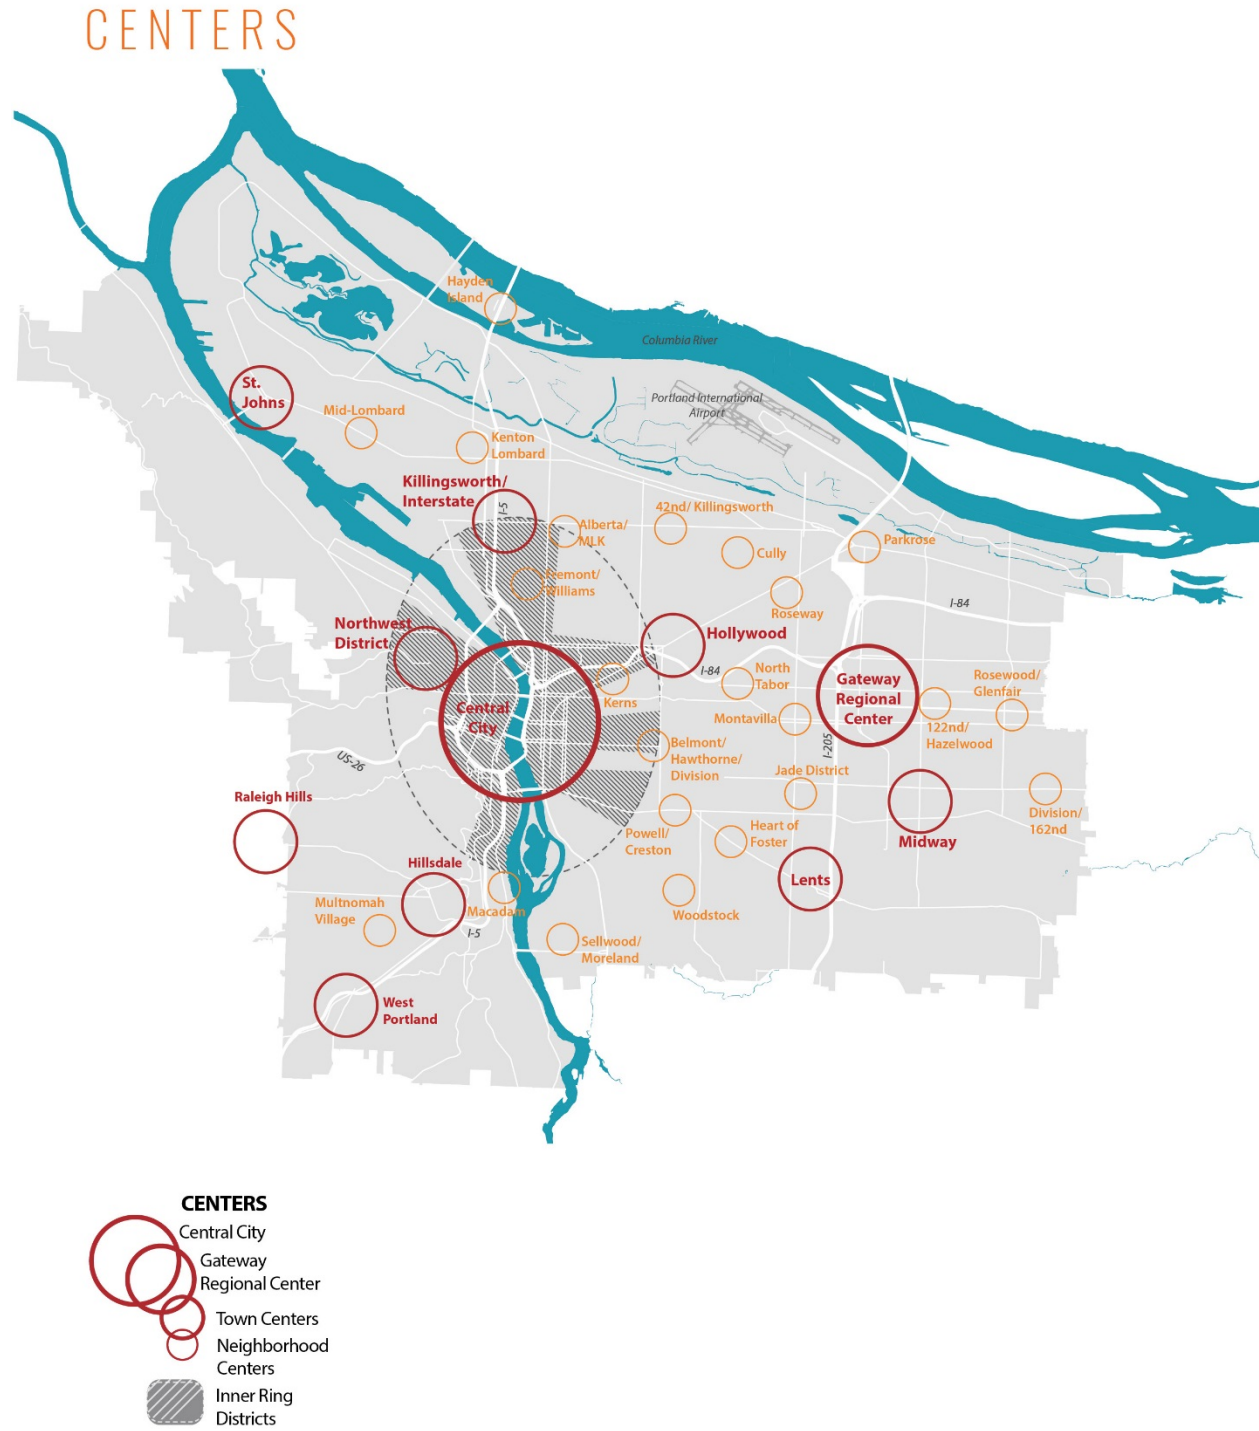 CENTERS
Hayden
Island
Columbia River
Portland International
Airport
St.
Johns
Mid-Lombard
Kenton
Lombard
Killingsworth/
Interstate
I-5
Alberta/
MLK
42nd/ Killingsworth
Cully
Parkrose
Fremont/
Williams
Roseway
I-84
Northwest
District
Hollywood
I-84
North
Tabor
Kerns
Gateway
Regional
Center
Rosewood/
Glenfair
Central
City
Montavilla
122nd/
Hazelwood
I-205
US-26
Belmont/
Hawthorne/
Division
Jade District
Raleigh Hills
Division/
162nd
Powell/
Creston
Heart of
Foster
Midway
Hillsdale
Lents
Multnomah
Village
Macadam
Woodstock
I-5
Sellwood/
Moreland
West
Portland
CENTERS
Central City
Gateway
Regional Center
Town Centers
Neighborhood
Centers
Inner Ring
Districts